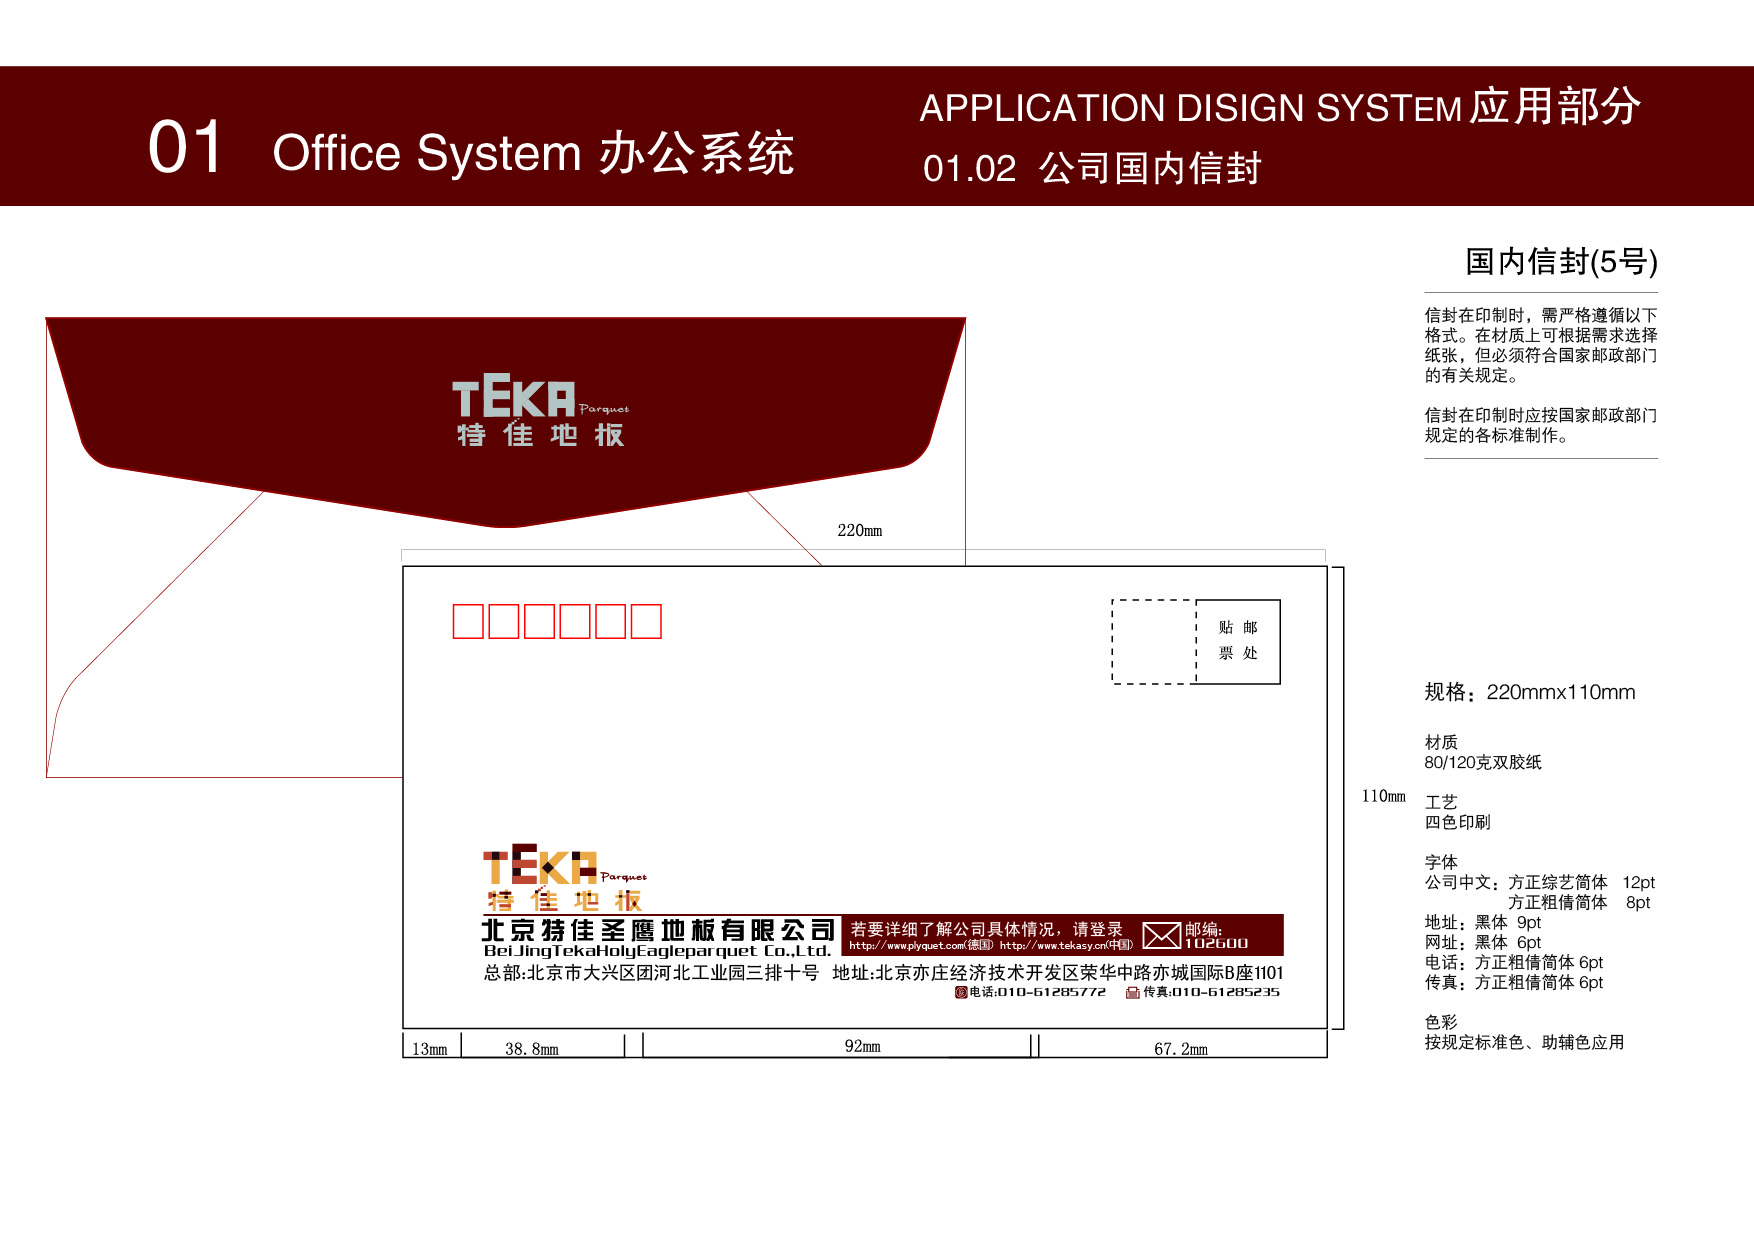 01 Office System 办公系统
APPLICATION DISIGN SYSTEM应用部分
01.02 公司国内信封
国内信封(5号)
信封在印制时，需严格遵循以下
格式。在材质上可根据需求选择
纸张，但必须符合国家邮政部门
的有关规定。
信封在印制时应按国家邮政部门
规定的各标准制作。
TEKA Parquet
特佳地板
220mm
贴 邮
票 处
110mm
TEKA Parquet
特佳地板
北京特佳圣鹰地板有限公司
BeiJingTekaHolyEagleparquet Co.,Ltd.
若要详细了解公司具体情况，请登录
http://www.plyquet.com(德国) http://www.tekasy.cn(中国)
邮编:
102600
总部:北京市大兴区团河北工业园三排十号 地址:北京亦庄经济技术开发区荣华中路亦城国际B座1101
电话:010-61285772 传真:010-61285235
13mm 38.8mm 92mm 67.2mm
规格：220mmx110mm
材质
80/120克双胶纸
工艺
四色印刷
字体
公司中文：方正综艺简体 12pt
方正粗倩简体 8pt
地址：黑体 9pt
网址：黑体 6pt
电话：方正粗倩简体 6pt
传真：方正粗倩简体 6pt
色彩
按规定标准色、助辅色应用